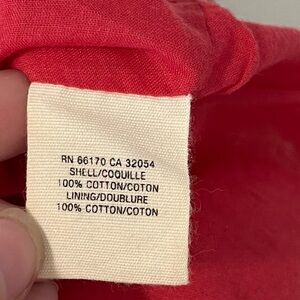 RN 66170 CA 32054
SHELL/COQUILLE
100% COTTON/COTON
LINING/DOUBLURE
100% COTTON/COTON